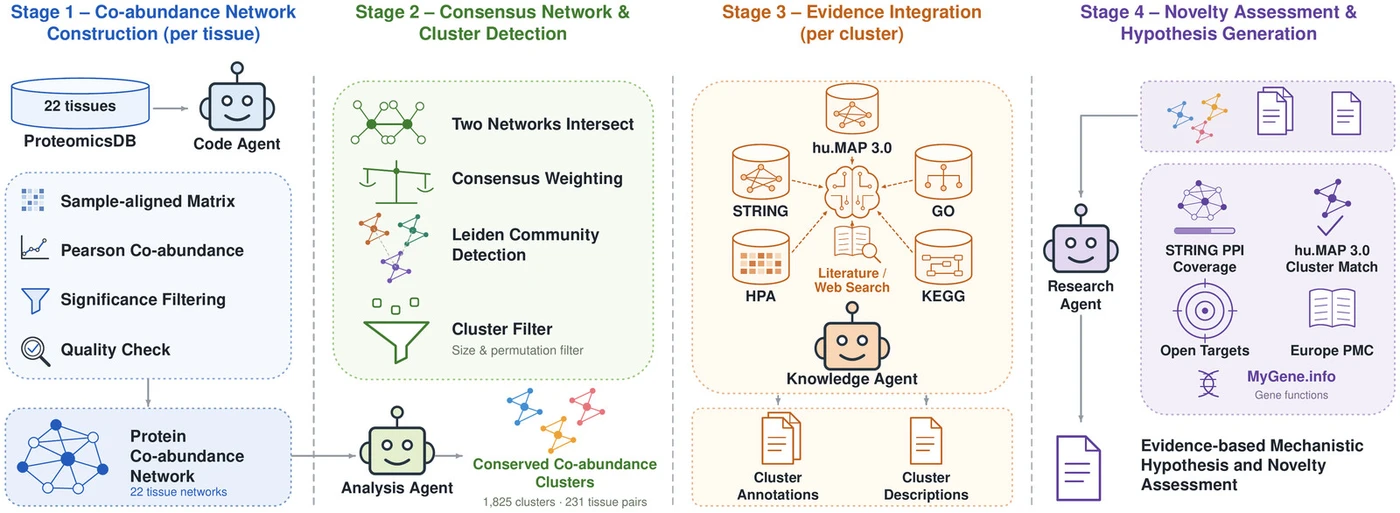 Stage 1 – Co-abundance Network
Construction (per tissue)
22 tissues
ProteomicsDB
Code Agent
Sample-aligned Matrix
Pearson Co-abundance
Significance Filtering
Quality Check
Protein
Co-abundance
Network
22 tissue networks
Stage 2 – Consensus Network &
Cluster Detection
Two Networks Intersect
Consensus Weighting
Leiden Community
Detection
Cluster Filter
Size & permutation filter
Analysis Agent
Conserved Co-abundance
Clusters
1,825 clusters · 231 tissue pairs
Stage 3 – Evidence Integration
(per cluster)
hu.MAP 3.0
STRING
GO
HPA
Literature /
Web Search
KEGG
Knowledge Agent
Cluster
Annotations
Cluster
Descriptions
Stage 4 – Novelty Assessment &
Hypothesis Generation
Research
Agent
STRING PPI
Coverage
hu.MAP 3.0
Cluster Match
Open Targets
Europe PMC
MyGene.info
Gene functions
Evidence-based Mechanistic
Hypothesis and Novelty
Assessment